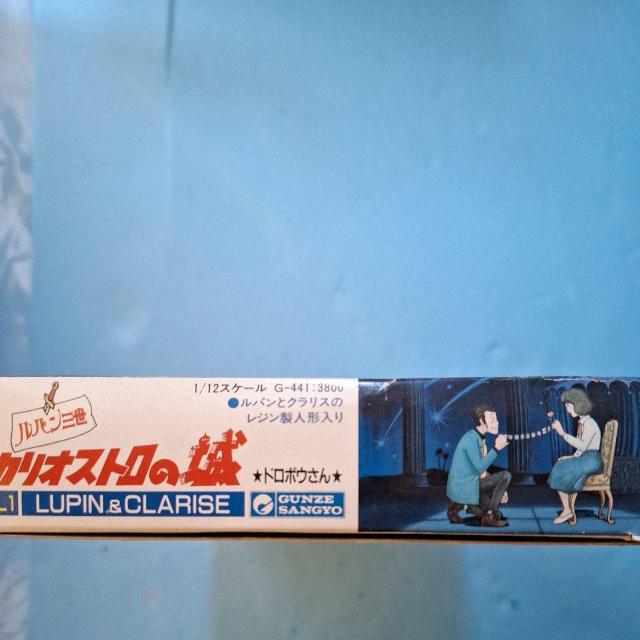 1/12スケール G-441:3800
ルパン三世
●ルパンとクラリスの
レジン製人形入り
カリオストロの城
★ドロボウさん★
L1 LUPIN & CLARISE
GUNZE
SANGYO